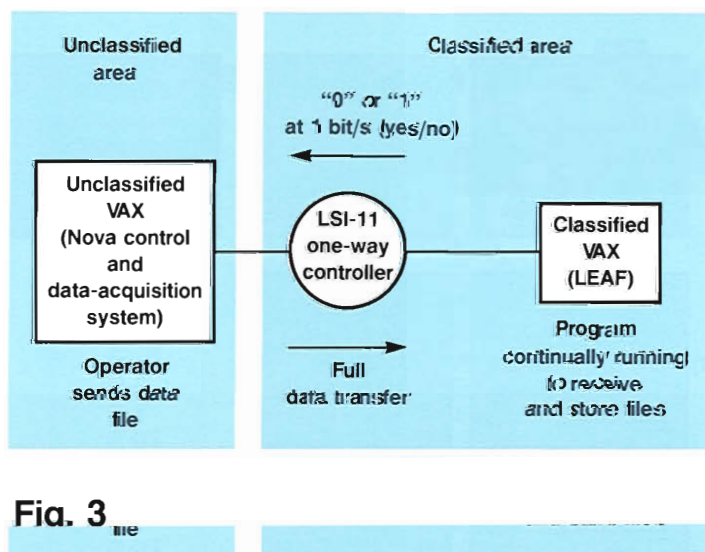 Unclassified
area
Classified area
"0" or "1"
at 1 bit/s (yes/no)
Unclassified
VAX
(Nova control
and
data-acquisition
system)
LSI-11
one-way
controller
Classified
VAX
(LEAF)
Operator
sends data
file
Full
data transfer
Program
continually running
to receive
and store files
Fig. 3
file